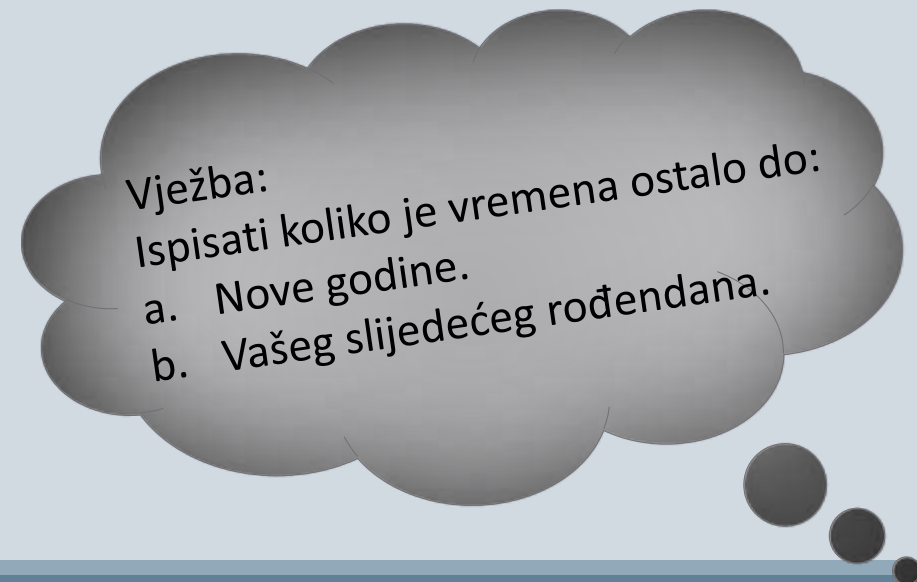 Vježba:
Ispisati koliko je vremena ostalo do:
a. Nove godine.
b. Vašeg slijedećeg rođendana.